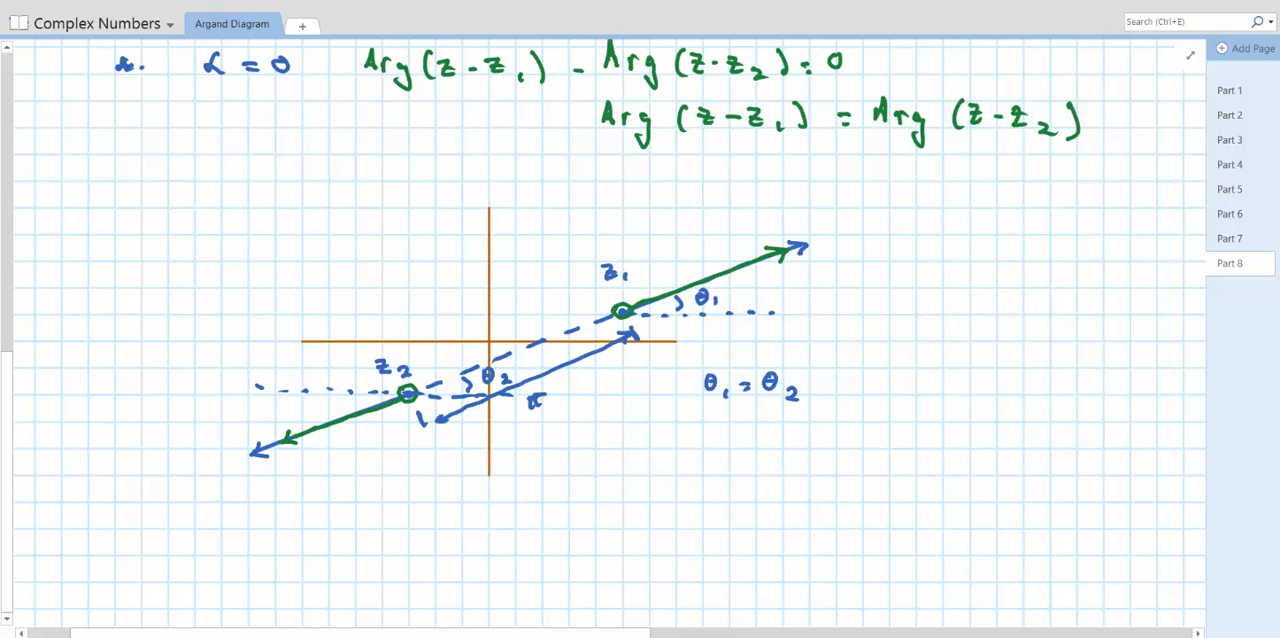 Complex Numbers
Argand Diagram
Search (Ctrl+E)
Add Page
Part 1
Part 2
Part 3
Part 4
Part 5
Part 6
Part 7
Part 8
α = 0 Arg(z - z₁) - Arg(z - z₂) = 0
Arg(z - z₁) = Arg(z - z₂)
z₁
θ₁
z₂
θ₂
π
θ₁ = θ₂